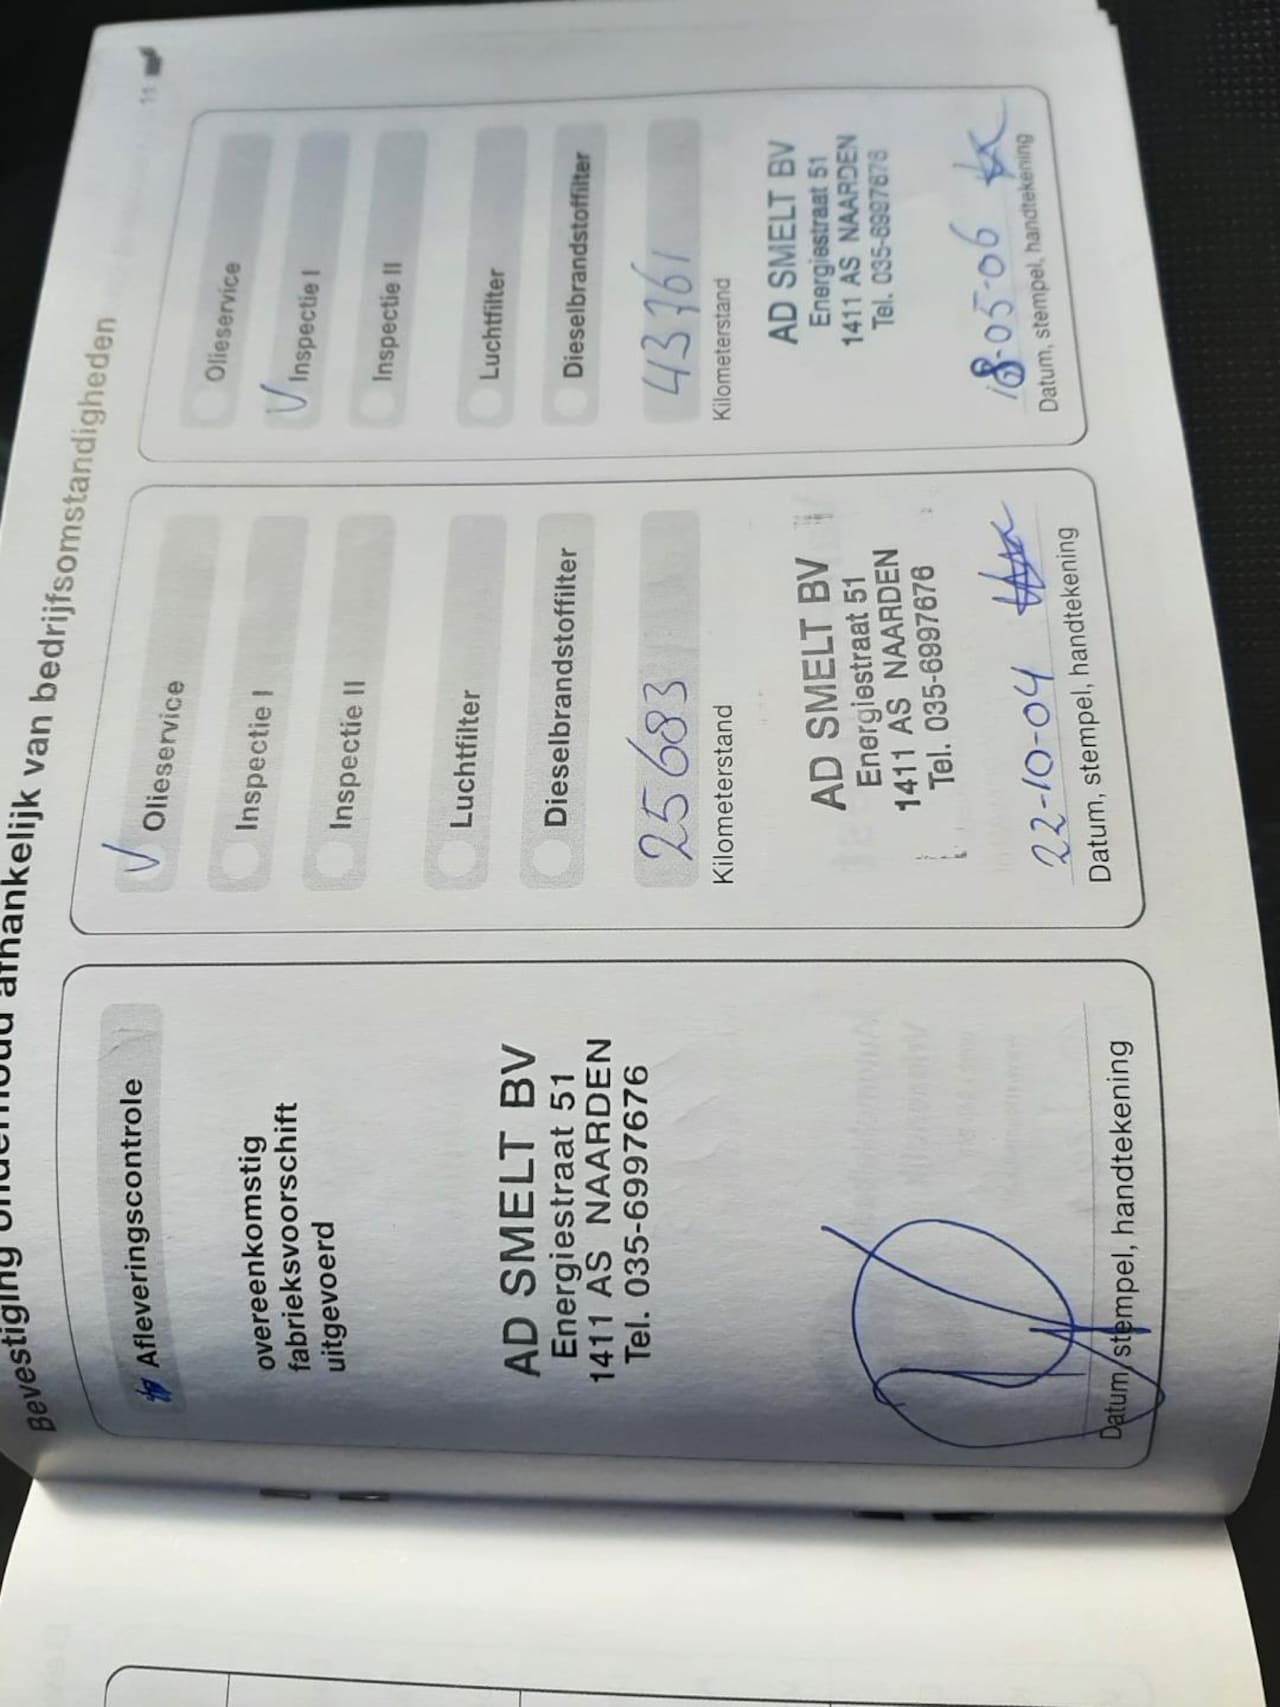 Bevestiging onderhoud afhankelijk van bedrijfsomstandigheden
11
Afleveringscontrole
overeenkomstig
fabrieksvoorschrift
uitgevoerd
AD SMELT BV
Energiestraat 51
1411 AS NAARDEN
Tel. 035-6997676
Datum, stempel, handtekening
V
Olieservice
Inspectie I
Inspectie II
Luchtfilter
Dieselbrandstoffilter
25683
Kilometerstand
AD SMELT BV
Energiestraat 51
1411 AS NAARDEN
Tel. 035-6997676
22-10-04
Datum, stempel, handtekening
Olieservice
V
Inspectie I
Inspectie II
Luchtfilter
Dieselbrandstoffilter
43761
Kilometerstand
AD SMELT BV
Energiestraat 51
1411 AS NAARDEN
Tel. 035-6997676
18-05-06
Datum, stempel, handtekening